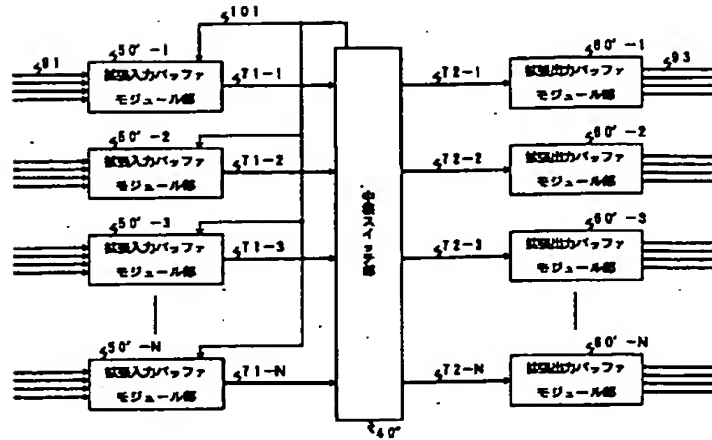 101
91
50'-1
拡張入力バッファ
モジュール部
71-1
72-1
60'-1
拡張出力バッファ
モジュール部
93
50'-2
拡張入力バッファ
モジュール部
71-2
72-2
60'-2
拡張出力バッファ
モジュール部
50'-3
拡張入力バッファ
モジュール部
71-3
72-3
60'-3
拡張出力バッファ
モジュール部
50'-N
拡張入力バッファ
モジュール部
71-N
72-N
60'-N
拡張出力バッファ
モジュール部
スイッチ部